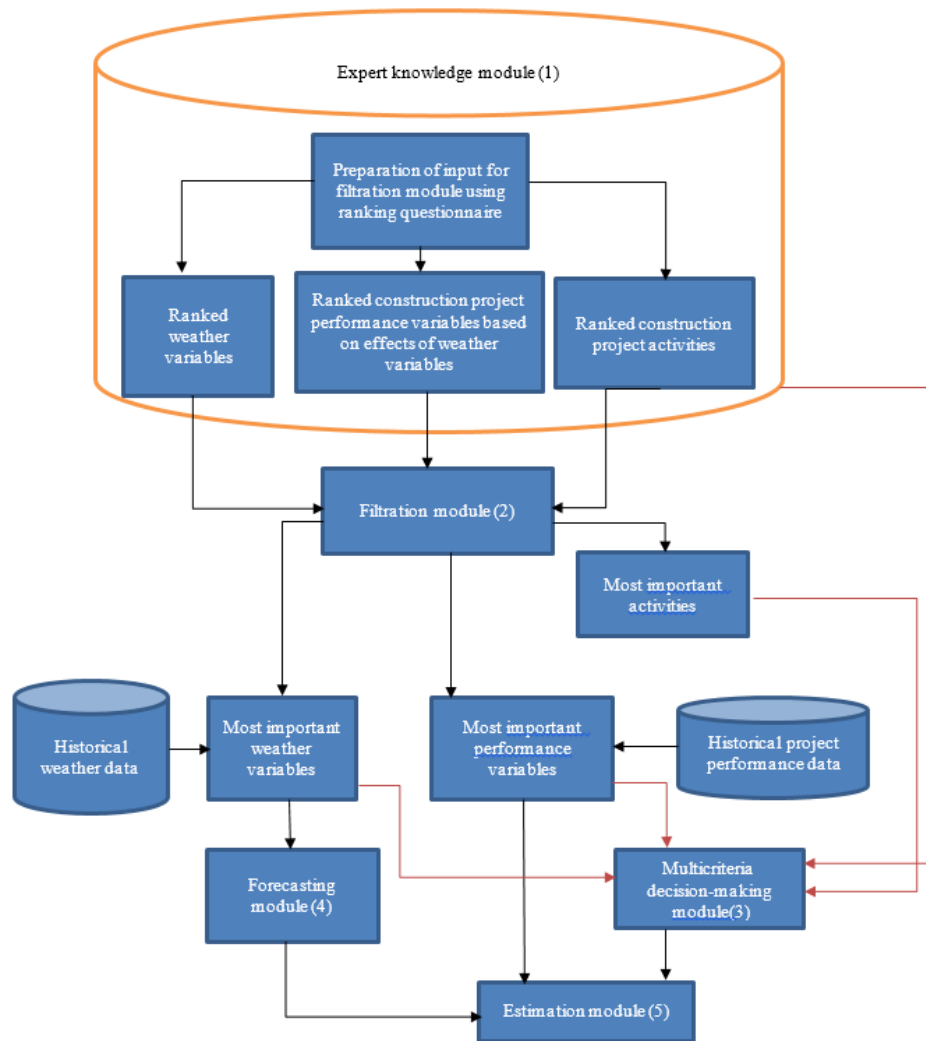 Expert knowledge module (1)
Preparation of input for
filtration module using
ranking questionnaire
Ranked
weather
variables
Ranked construction project
performance variables based
on effects of weather
variables
Ranked construction
project activities
Filtration module (2)
Most important
activities
Historical
weather data
Most important
weather
variables
Most important
performance
variables
Historical project
performance data
Forecasting
module (4)
Multicriteria
decision-making
module(3)
Estimation module (5)